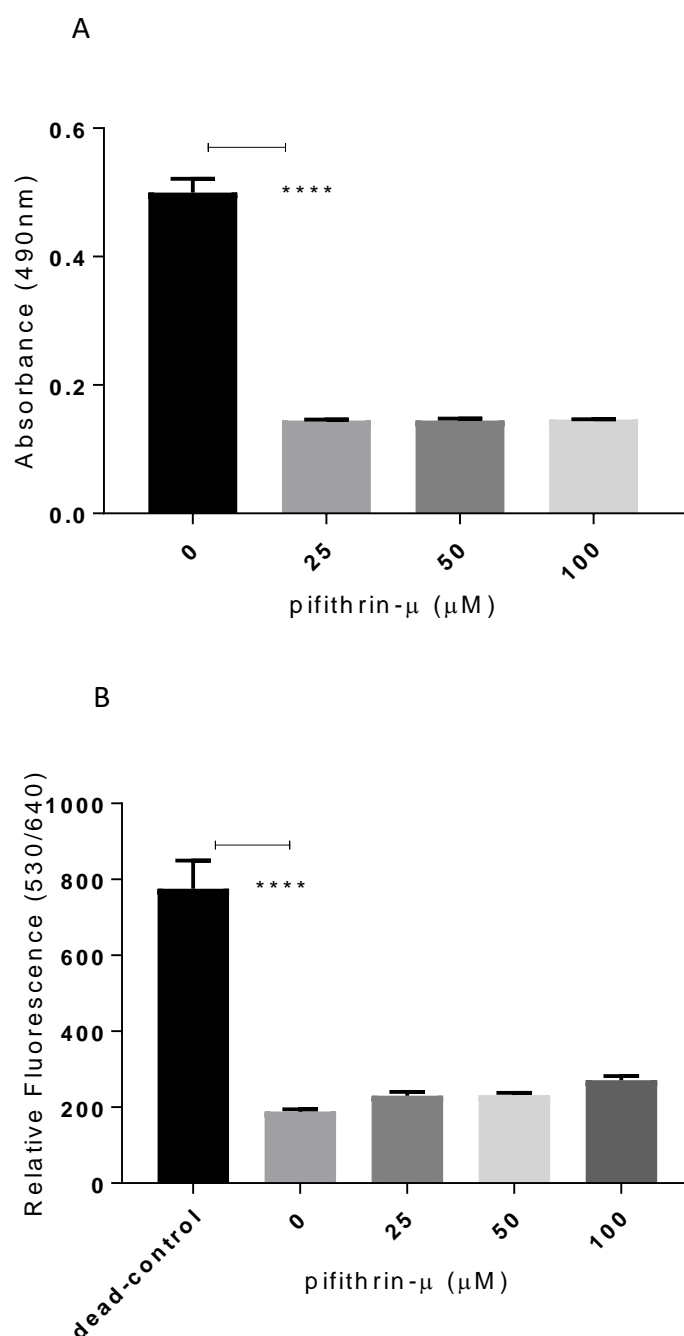 A
Absorbance (490nm)
0.6
0.4
0.2
0.0
****
0
25
50
100
pifithrin-μ (μM)
B
Relative Fluorescence (530/640)
1000
800
600
400
200
0
****
dead-control
0
25
50
100
pifithrin-μ (μM)